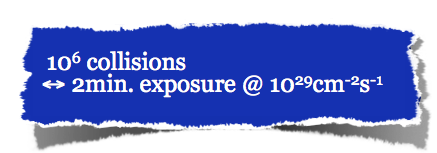 10⁶ collisions
↔ 2min. exposure @ 10²⁹cm⁻²s⁻¹